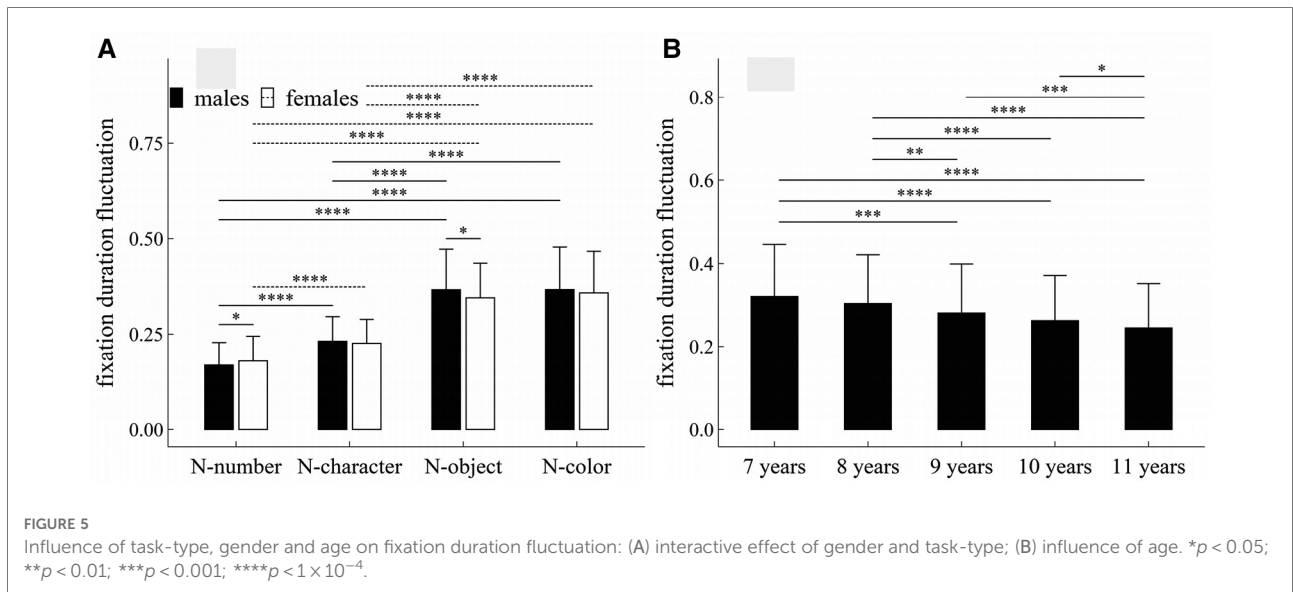 A
males females
****
****
****
****
****
****
****
****
*
****
****
*
fixation duration fluctuation
0.75
0.50
0.25
0.00
N-number N-character N-object N-color
B
*
***
****
****
**
****
****
***
fixation duration fluctuation
0.8
0.6
0.4
0.2
0.0
7 years 8 years 9 years 10 years 11 years
FIGURE 5
Influence of task-type, gender and age on fixation duration fluctuation: (A) interactive effect of gender and task-type; (B) influence of age. *p < 0.05;
**p < 0.01; ***p < 0.001; ****p < 1 × 10⁻⁴.